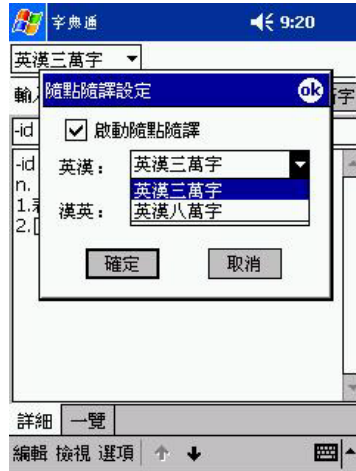 字典通 9:20
英漢三萬字
輸入
字
隨點隨譯設定 ok
-id
啟動隨點隨譯
-id
n.
1.
2.[
英漢: 英漢三萬字
英漢三萬字
英漢八萬字
漢英:
確定 取消
詳細 一覽
編輯 檢視 選項